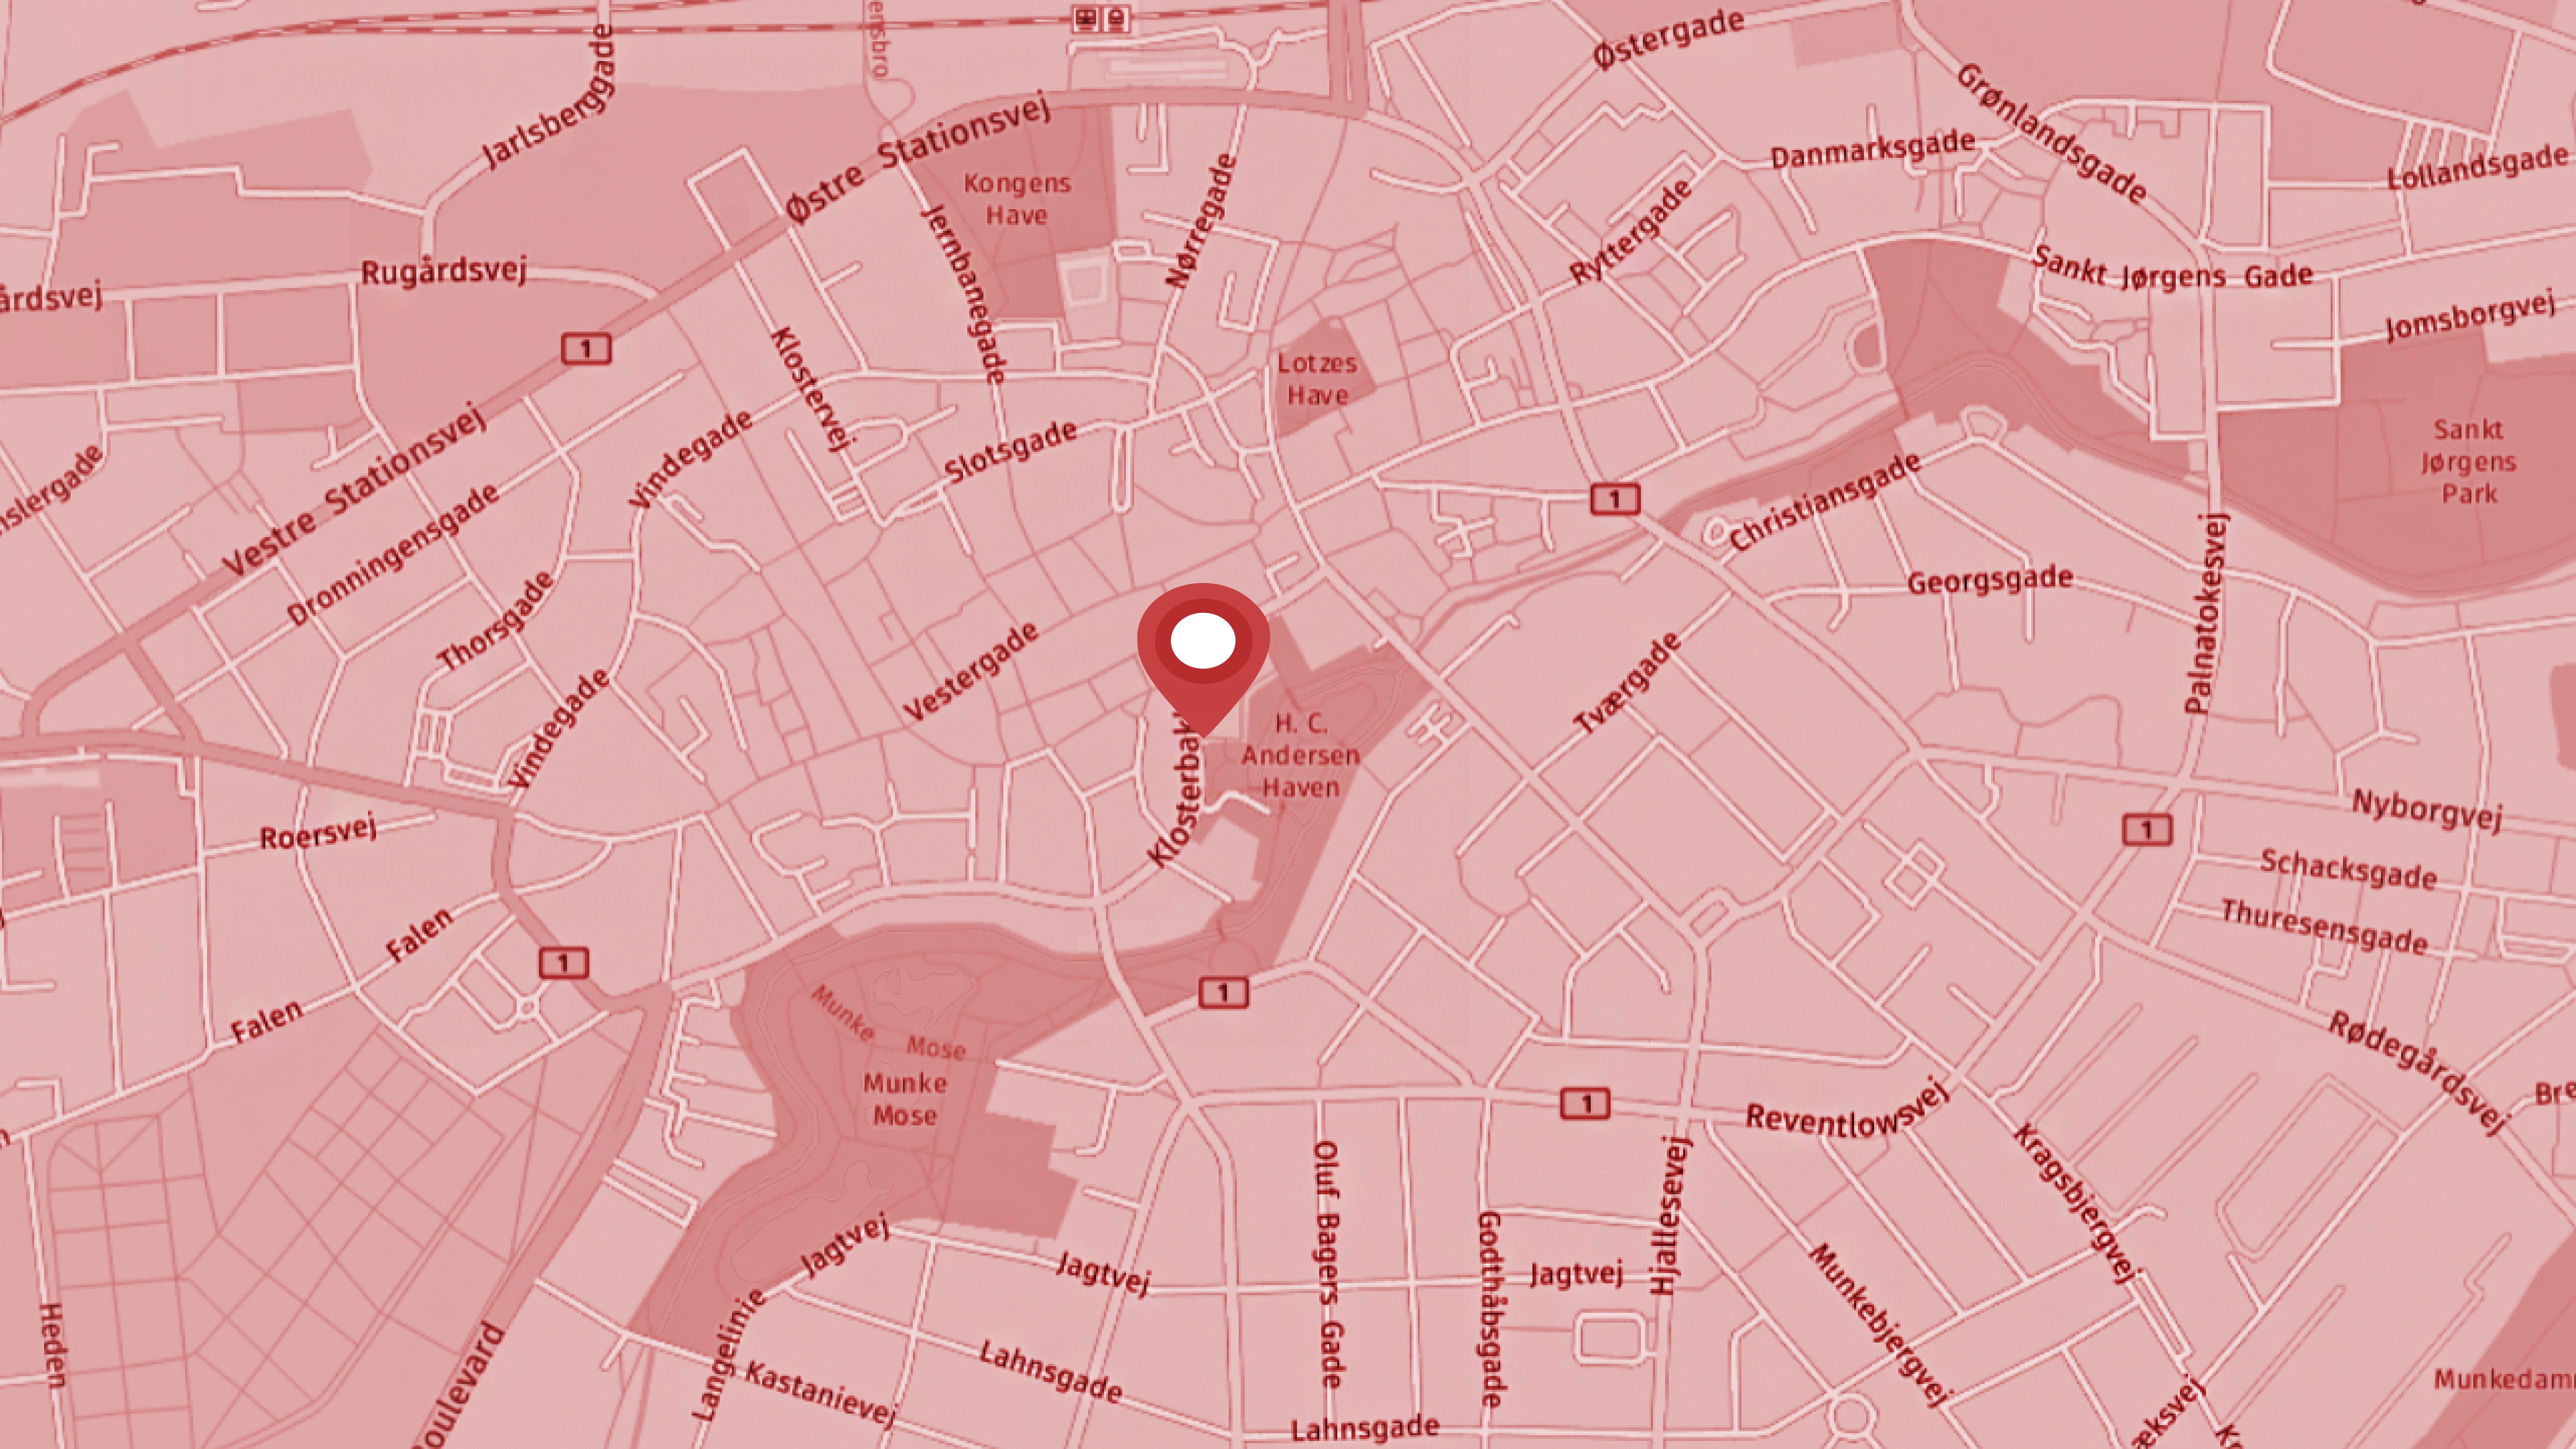 Østergade
Jarlsberggade
Grønlandsgade
Østre Stationsvej
Danmarksgade
Lollandsgade
Kongens
Have
Jernbanegade
Nørregade
Ryttergade
Rugårdsvej
Sankt Jørgens Gade
Jomsborgvej
1
Klostervej
Lotzes
Have
Vestre Stationsvej
Vindegade
Slotsgade
Sankt
Jørgens
Park
1
Christiansgade
Dronningensgade
Georgsgade
Palnatokesvej
Thorsgade
Vestergade
Tværgade
Vindegade
H. C.
Andersen
Haven
Klosterbak
Nyborgvej
Roersvej
1
Schacksgade
Thuresensgade
Falen
1
1
Falen
Rødegårdsvej
Munke Mose
Munke
Mose
1
Reventlowsvej
Kragsbjergvej
Oluf Bagers Gade
Godthåbsgade
Hjallesevej
Jagtvej
Jagtvej
Jagtvej
Munkebjergvej
Heden
Langelinie
Kastanievej
Lahnsgade
Lahnsgade